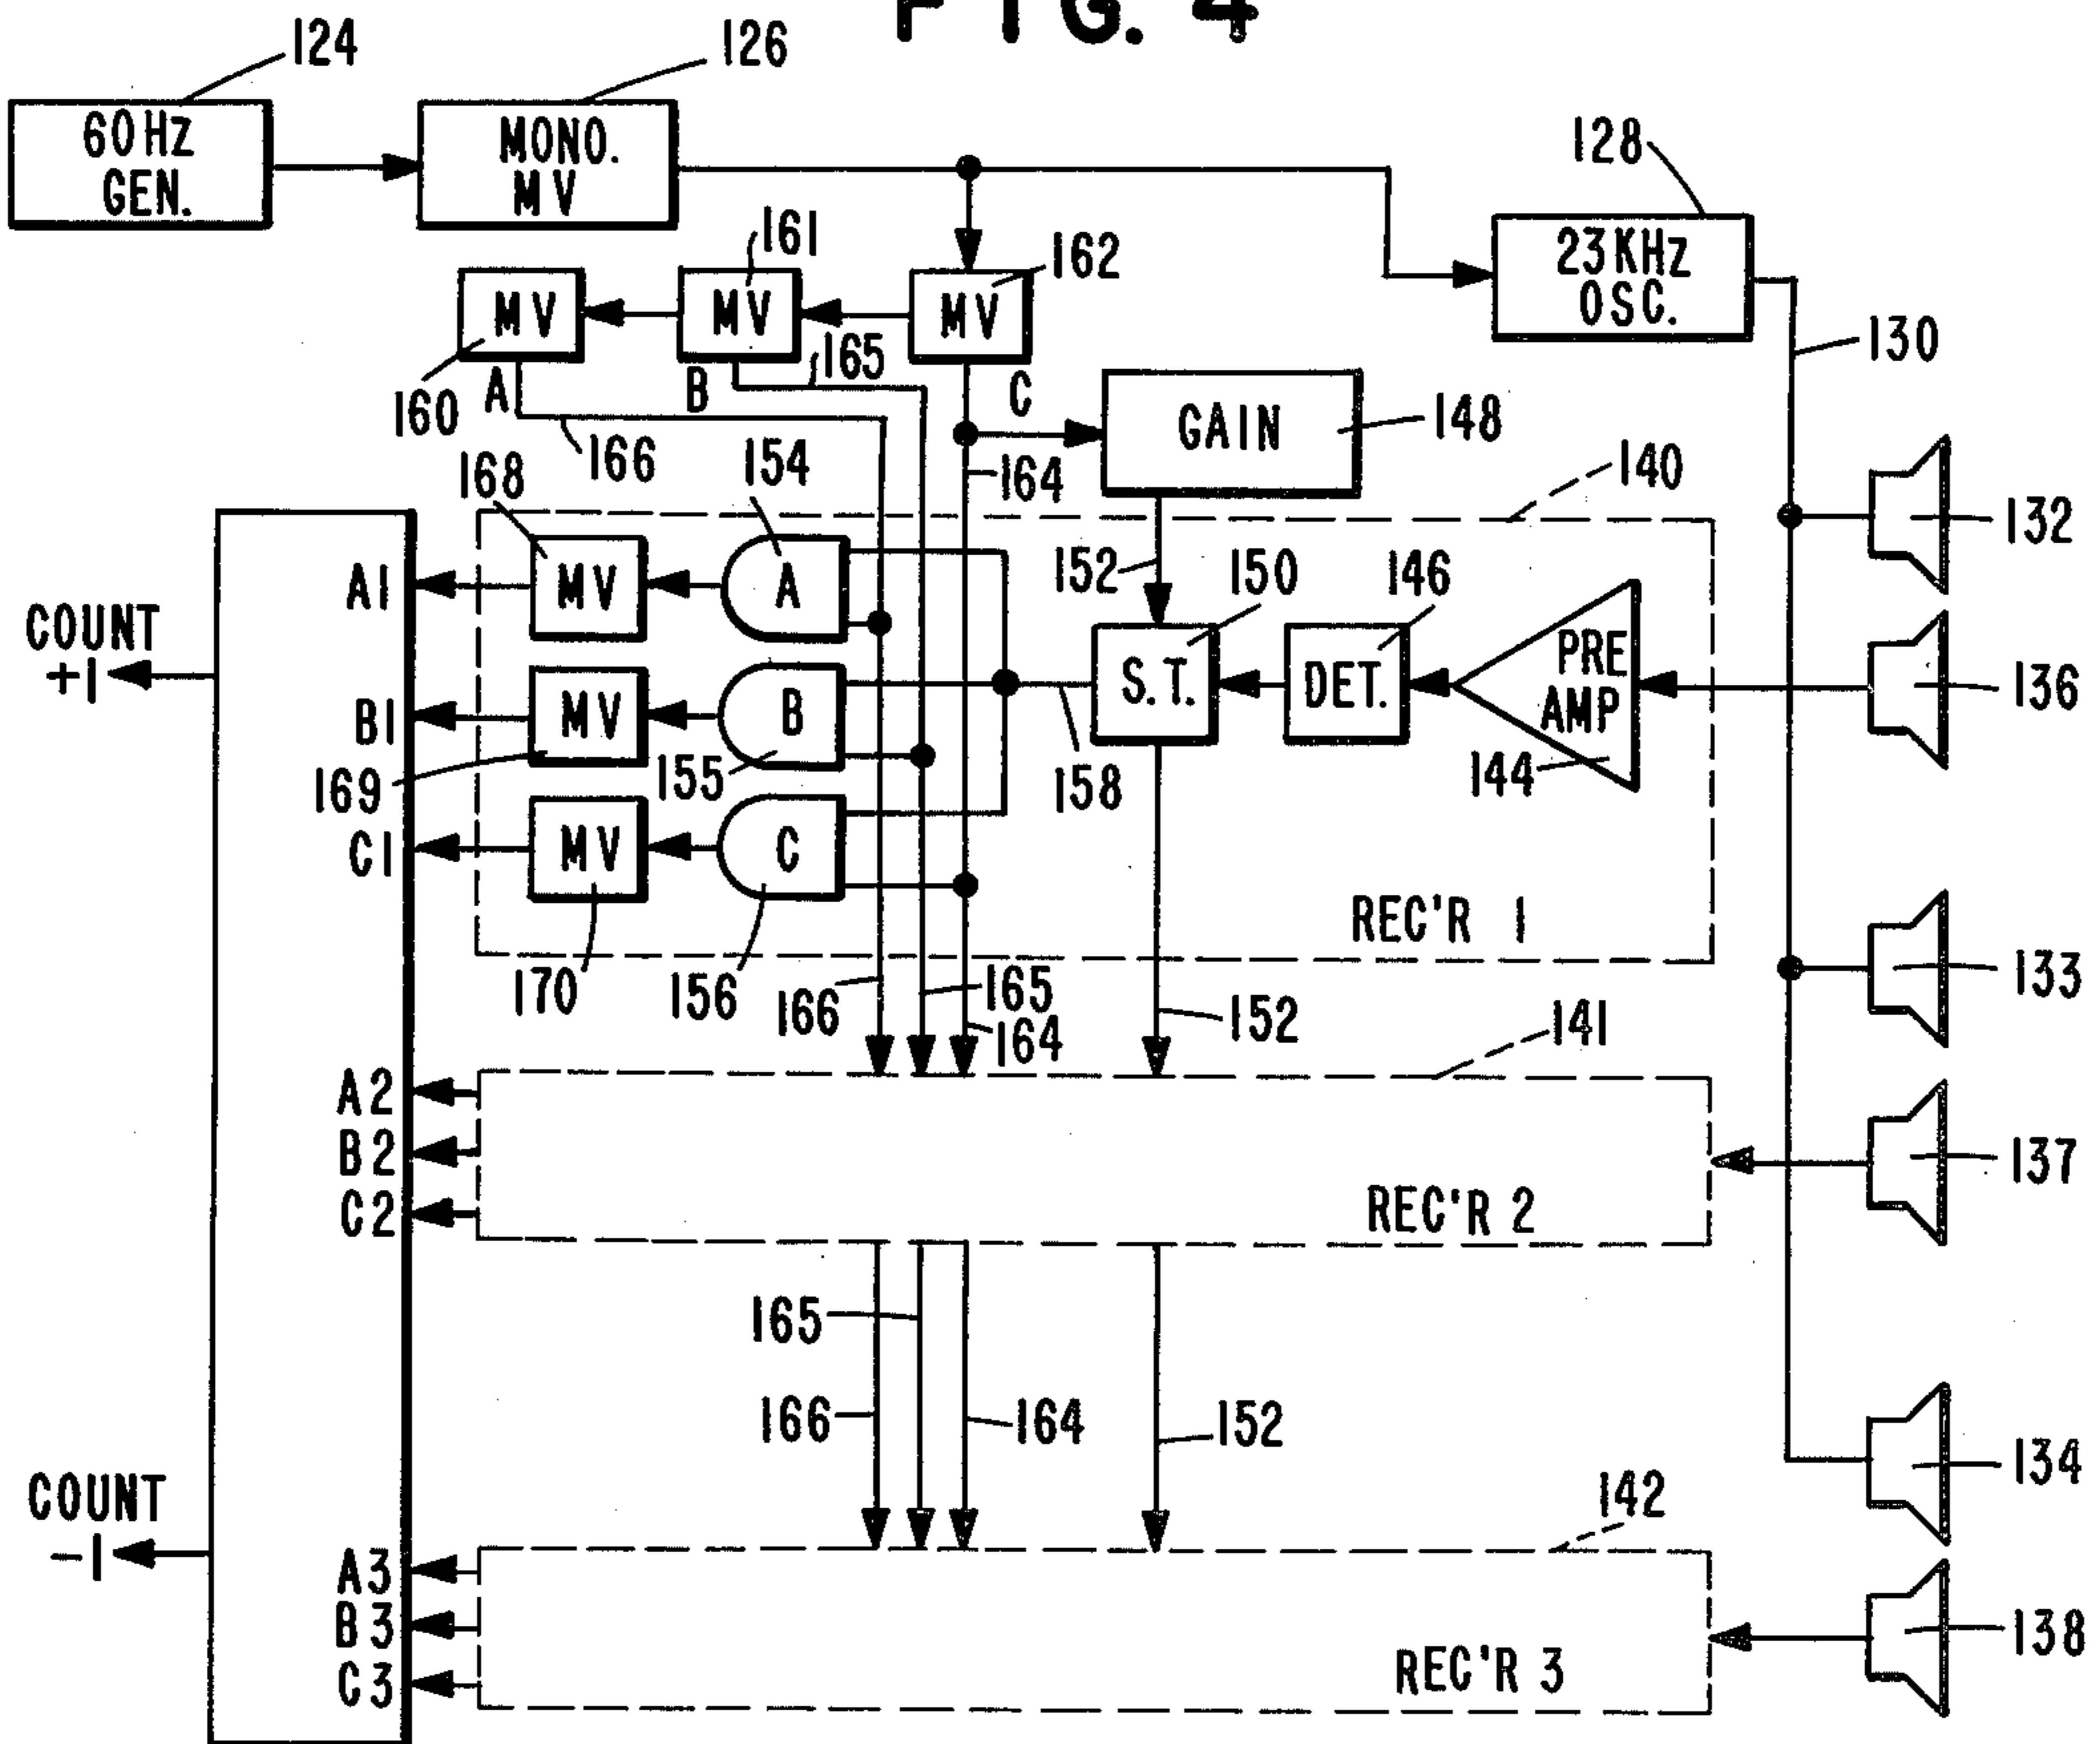 FIG. 4
124
126
60 HZ
GEN.
MONO.
MV
128
161
162
23 KHZ
OSC.
MV
MV
MV
165
130
160
A
B
C
GAIN
148
166
168
154
164
140
132
152
150
146
A1
MV
A
COUNT
+1
PRE
AMP
S.T.
DET.
136
B1
MV
B
169
155
158
144
C1
MV
C
REC'R 1
170
156
166
165
133
164
152
141
A2
B2
137
C2
REC'R 2
165
166
164
152
134
COUNT
-1
142
A3
B3
138
C3
REC'R 3